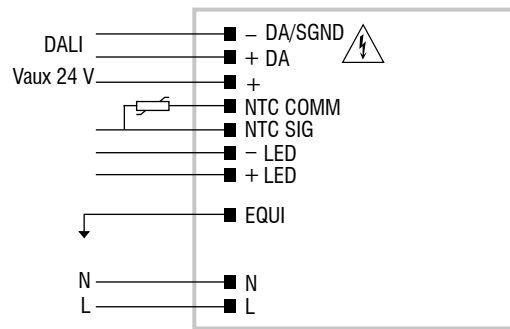 DALI
− DA/SGND
+ DA
Vaux 24 V
+
NTC COMM
NTC SIG
− LED
+ LED
EQUI
N
N
L
L